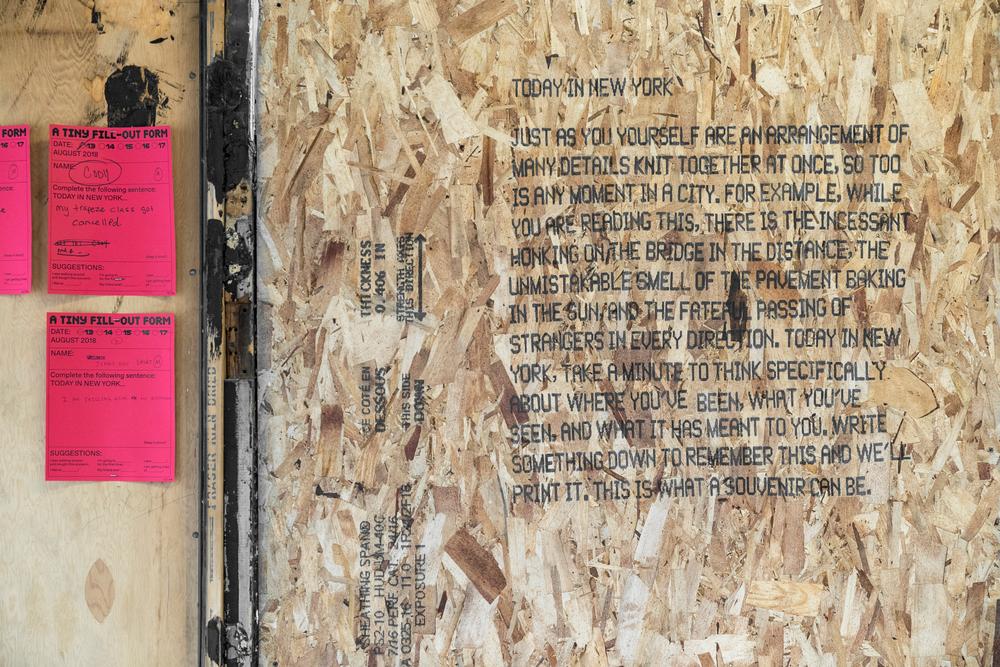 FORM
16 17
A TINY FILL-OUT FORM
DATE: 13 14 15 16 17
AUGUST 2018
NAME: Cody
Complete the following sentence:
TODAY IN NEW YORK...
my trapeze class got
cancelled
SUGGESTIONS:
A TINY FILL-OUT FORM
DATE: 13 14 15 16 17
AUGUST 2018
NAME:
Complete the following sentence:
TODAY IN NEW YORK...
SUGGESTIONS:
THICKNESS
0.406 IN
STRENGTH AXIS
THIS DIRECTION
CE COTÉ EN
DESSOUS
THIS SIDE
DOWN
SHEATHING SPAN
EXPOSURE 1
TODAY IN NEW YORK
JUST AS YOU YOURSELF ARE AN ARRANGEMENT OF
MANY DETAILS KNIT TOGETHER AT ONCE, SO TOO
IS ANY MOMENT IN A CITY. FOR EXAMPLE, WHILE
YOU ARE READING THIS, THERE IS THE INCESSANT
HONKING ON THE BRIDGE IN THE DISTANCE, THE
UNMISTAKABLE SMELL OF THE PAVEMENT BAKING
IN THE SUN, AND THE FATEFUL PASSING OF
STRANGERS IN EVERY DIRECTION. TODAY IN NEW
YORK, TAKE A MINUTE TO THINK SPECIFICALLY
ABOUT WHERE YOU'VE BEEN, WHAT YOU'VE
SEEN, AND WHAT IT HAS MEANT TO YOU. WRITE
SOMETHING DOWN TO REMEMBER THIS AND WE'LL
PRINT IT. THIS IS WHAT A SOUVENIR CAN BE.